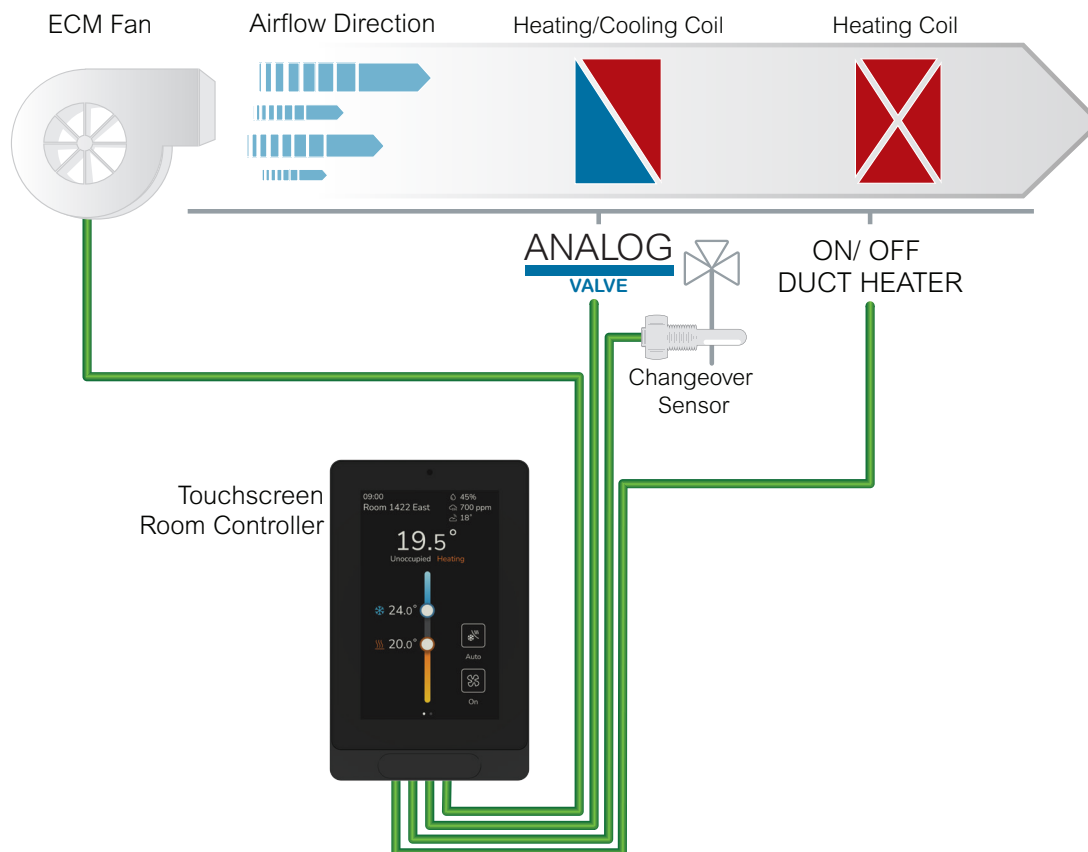 ECM Fan
Airflow Direction
Heating/Cooling Coil
Heating Coil
ANALOG
VALVE
ON/ OFF
DUCT HEATER
Changeover
Sensor
Touchscreen
Room Controller
09:00
Room 1422 East
45%
700 ppm
18°
19.5°
Unoccupied Heating
24.0°
20.0°
Auto
On